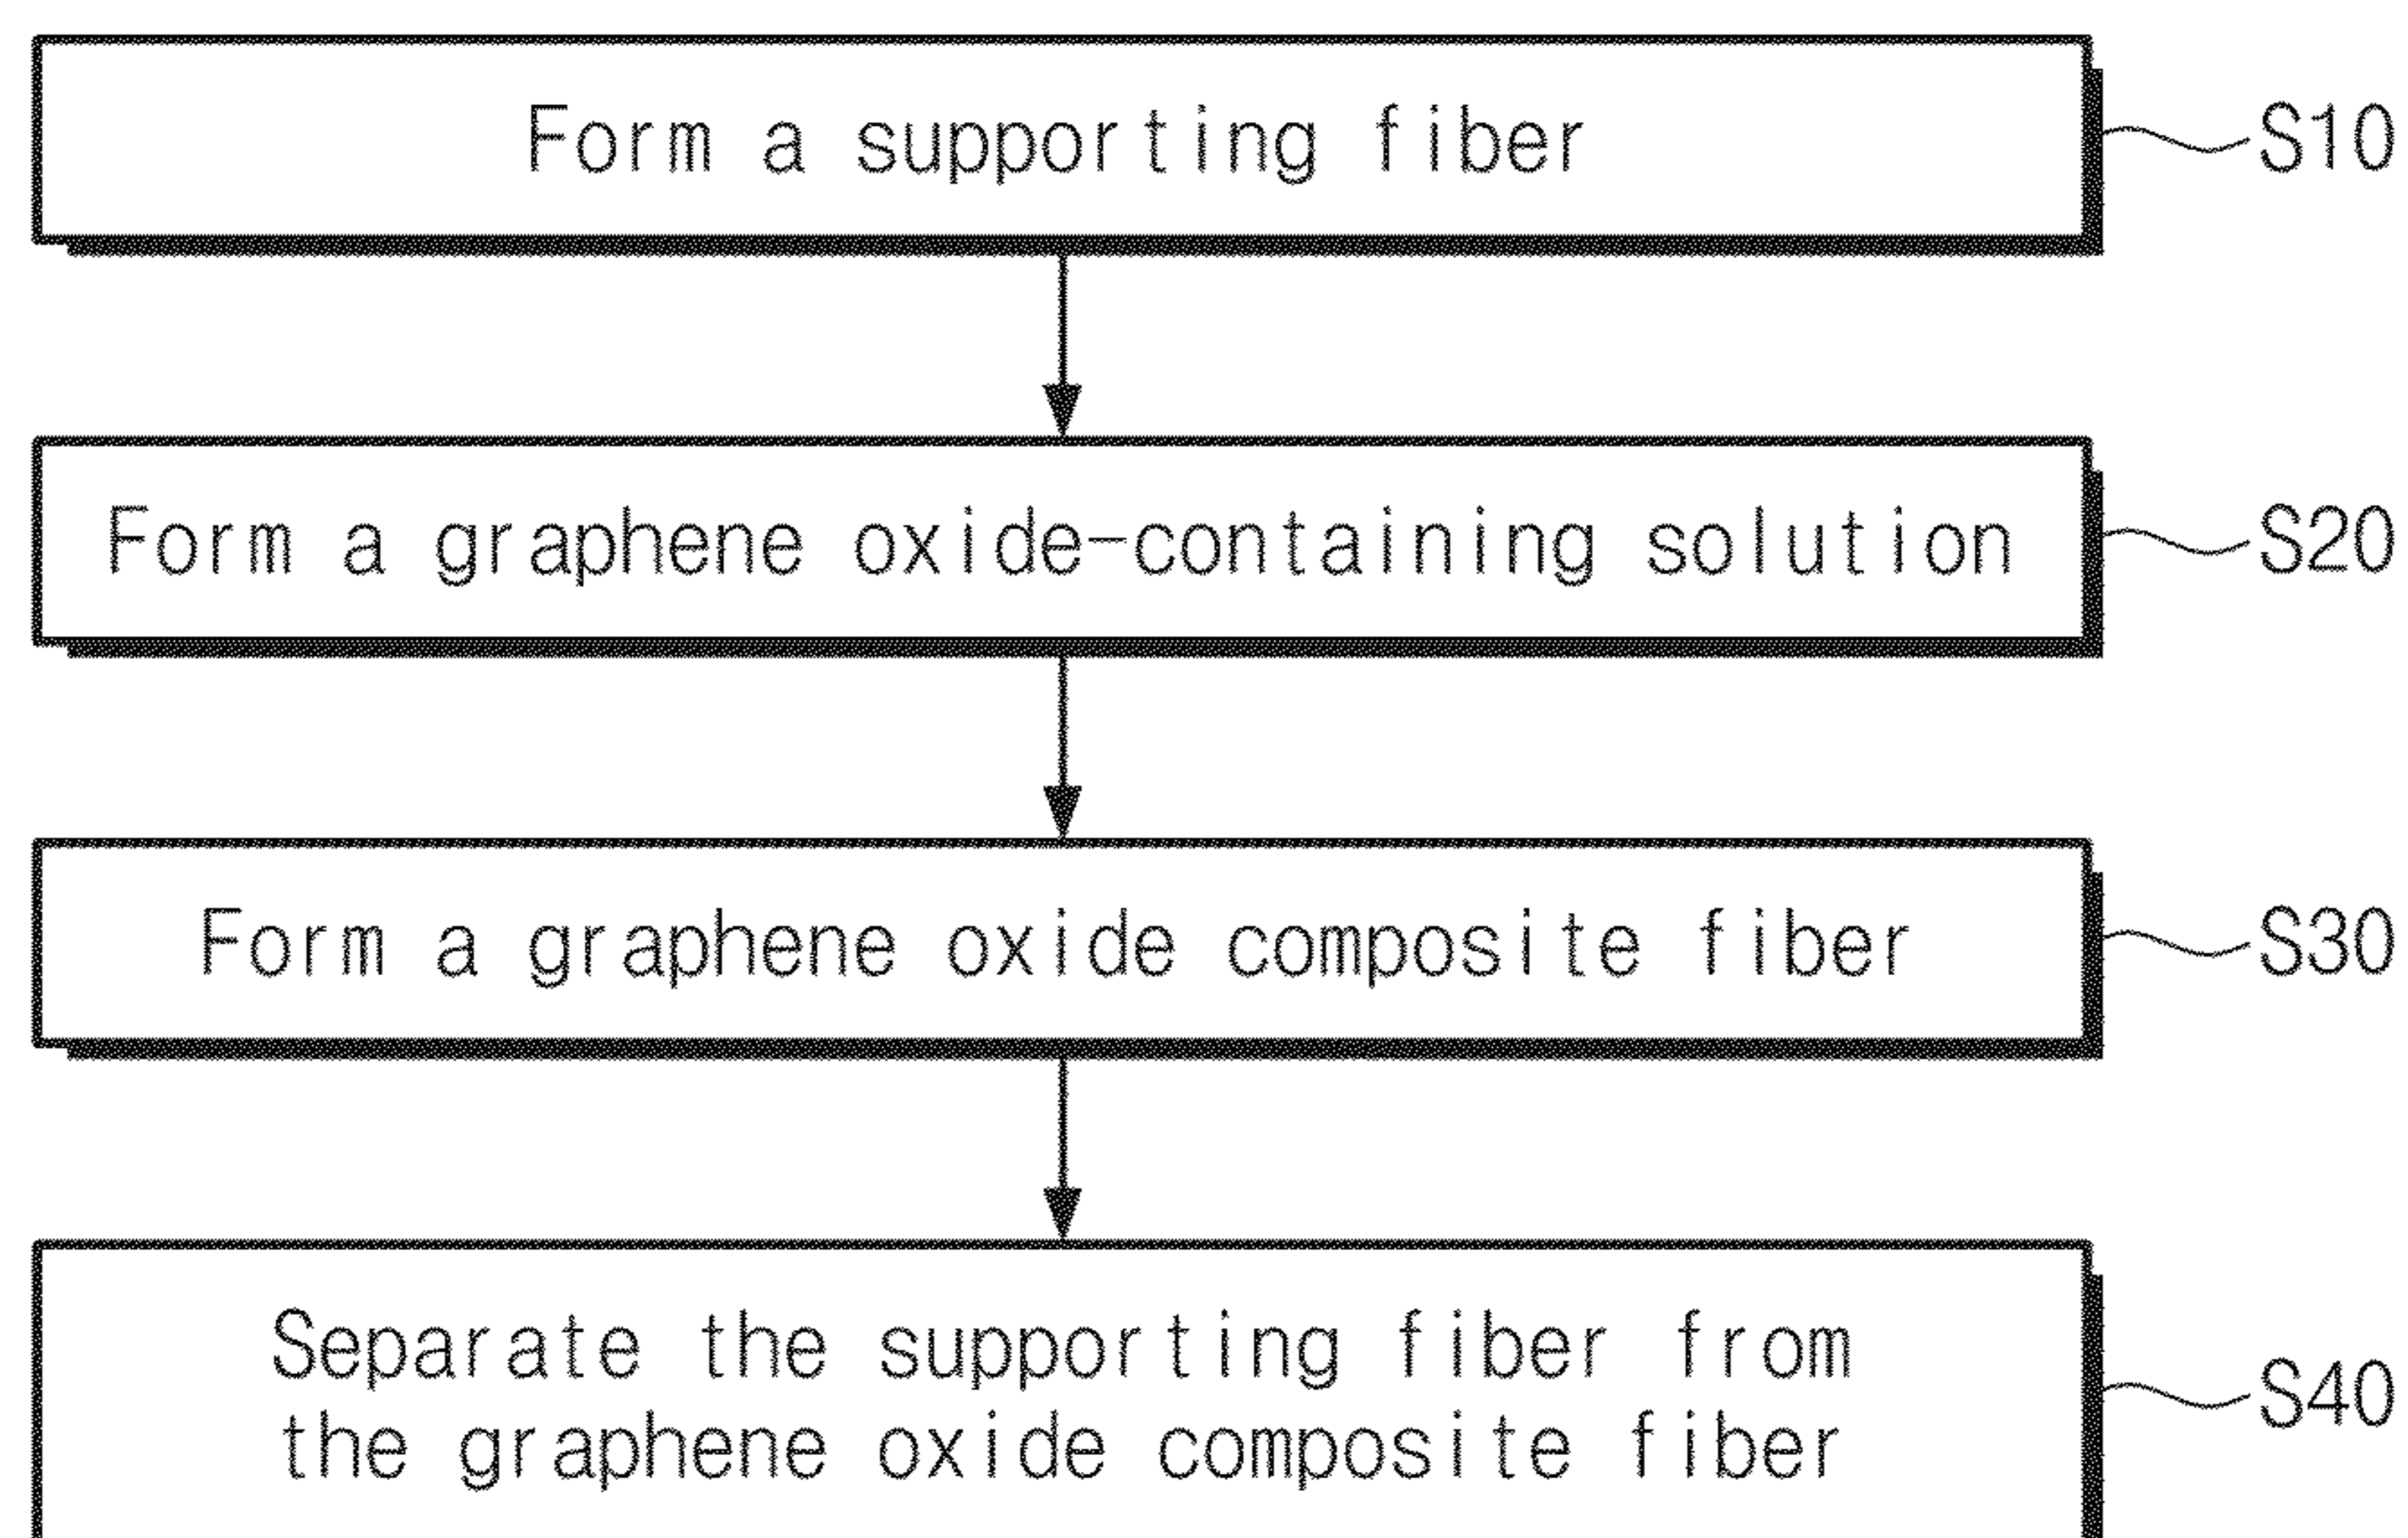 Form a supporting fiber
S10
Form a graphene oxide-containing solution
S20
Form a graphene oxide composite fiber
S30
Separate the supporting fiber from
the graphene oxide composite fiber
S40